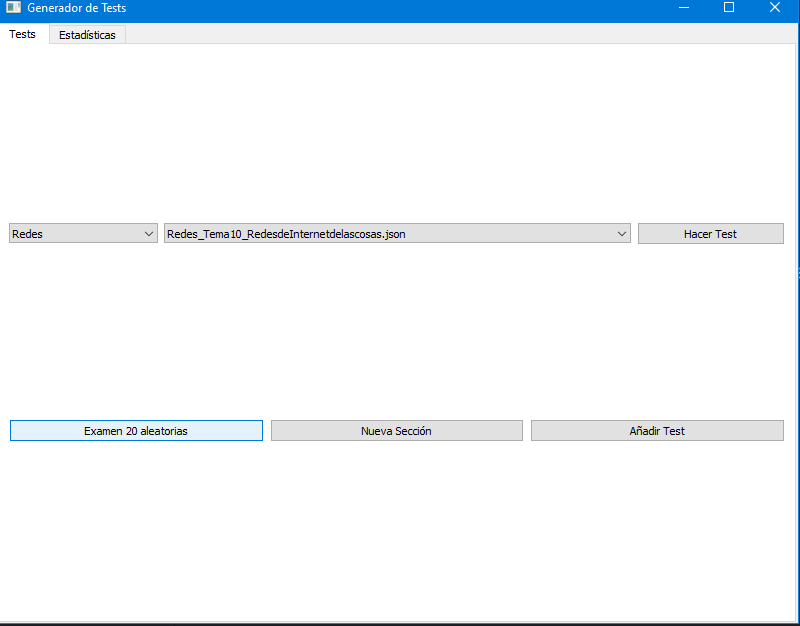 Generador de Tests
Tests
Estadísticas
Redes
Redes_Tema10_RedesdeInternetdelascosas.json
Hacer Test
Examen 20 aleatorias
Nueva Sección
Añadir Test